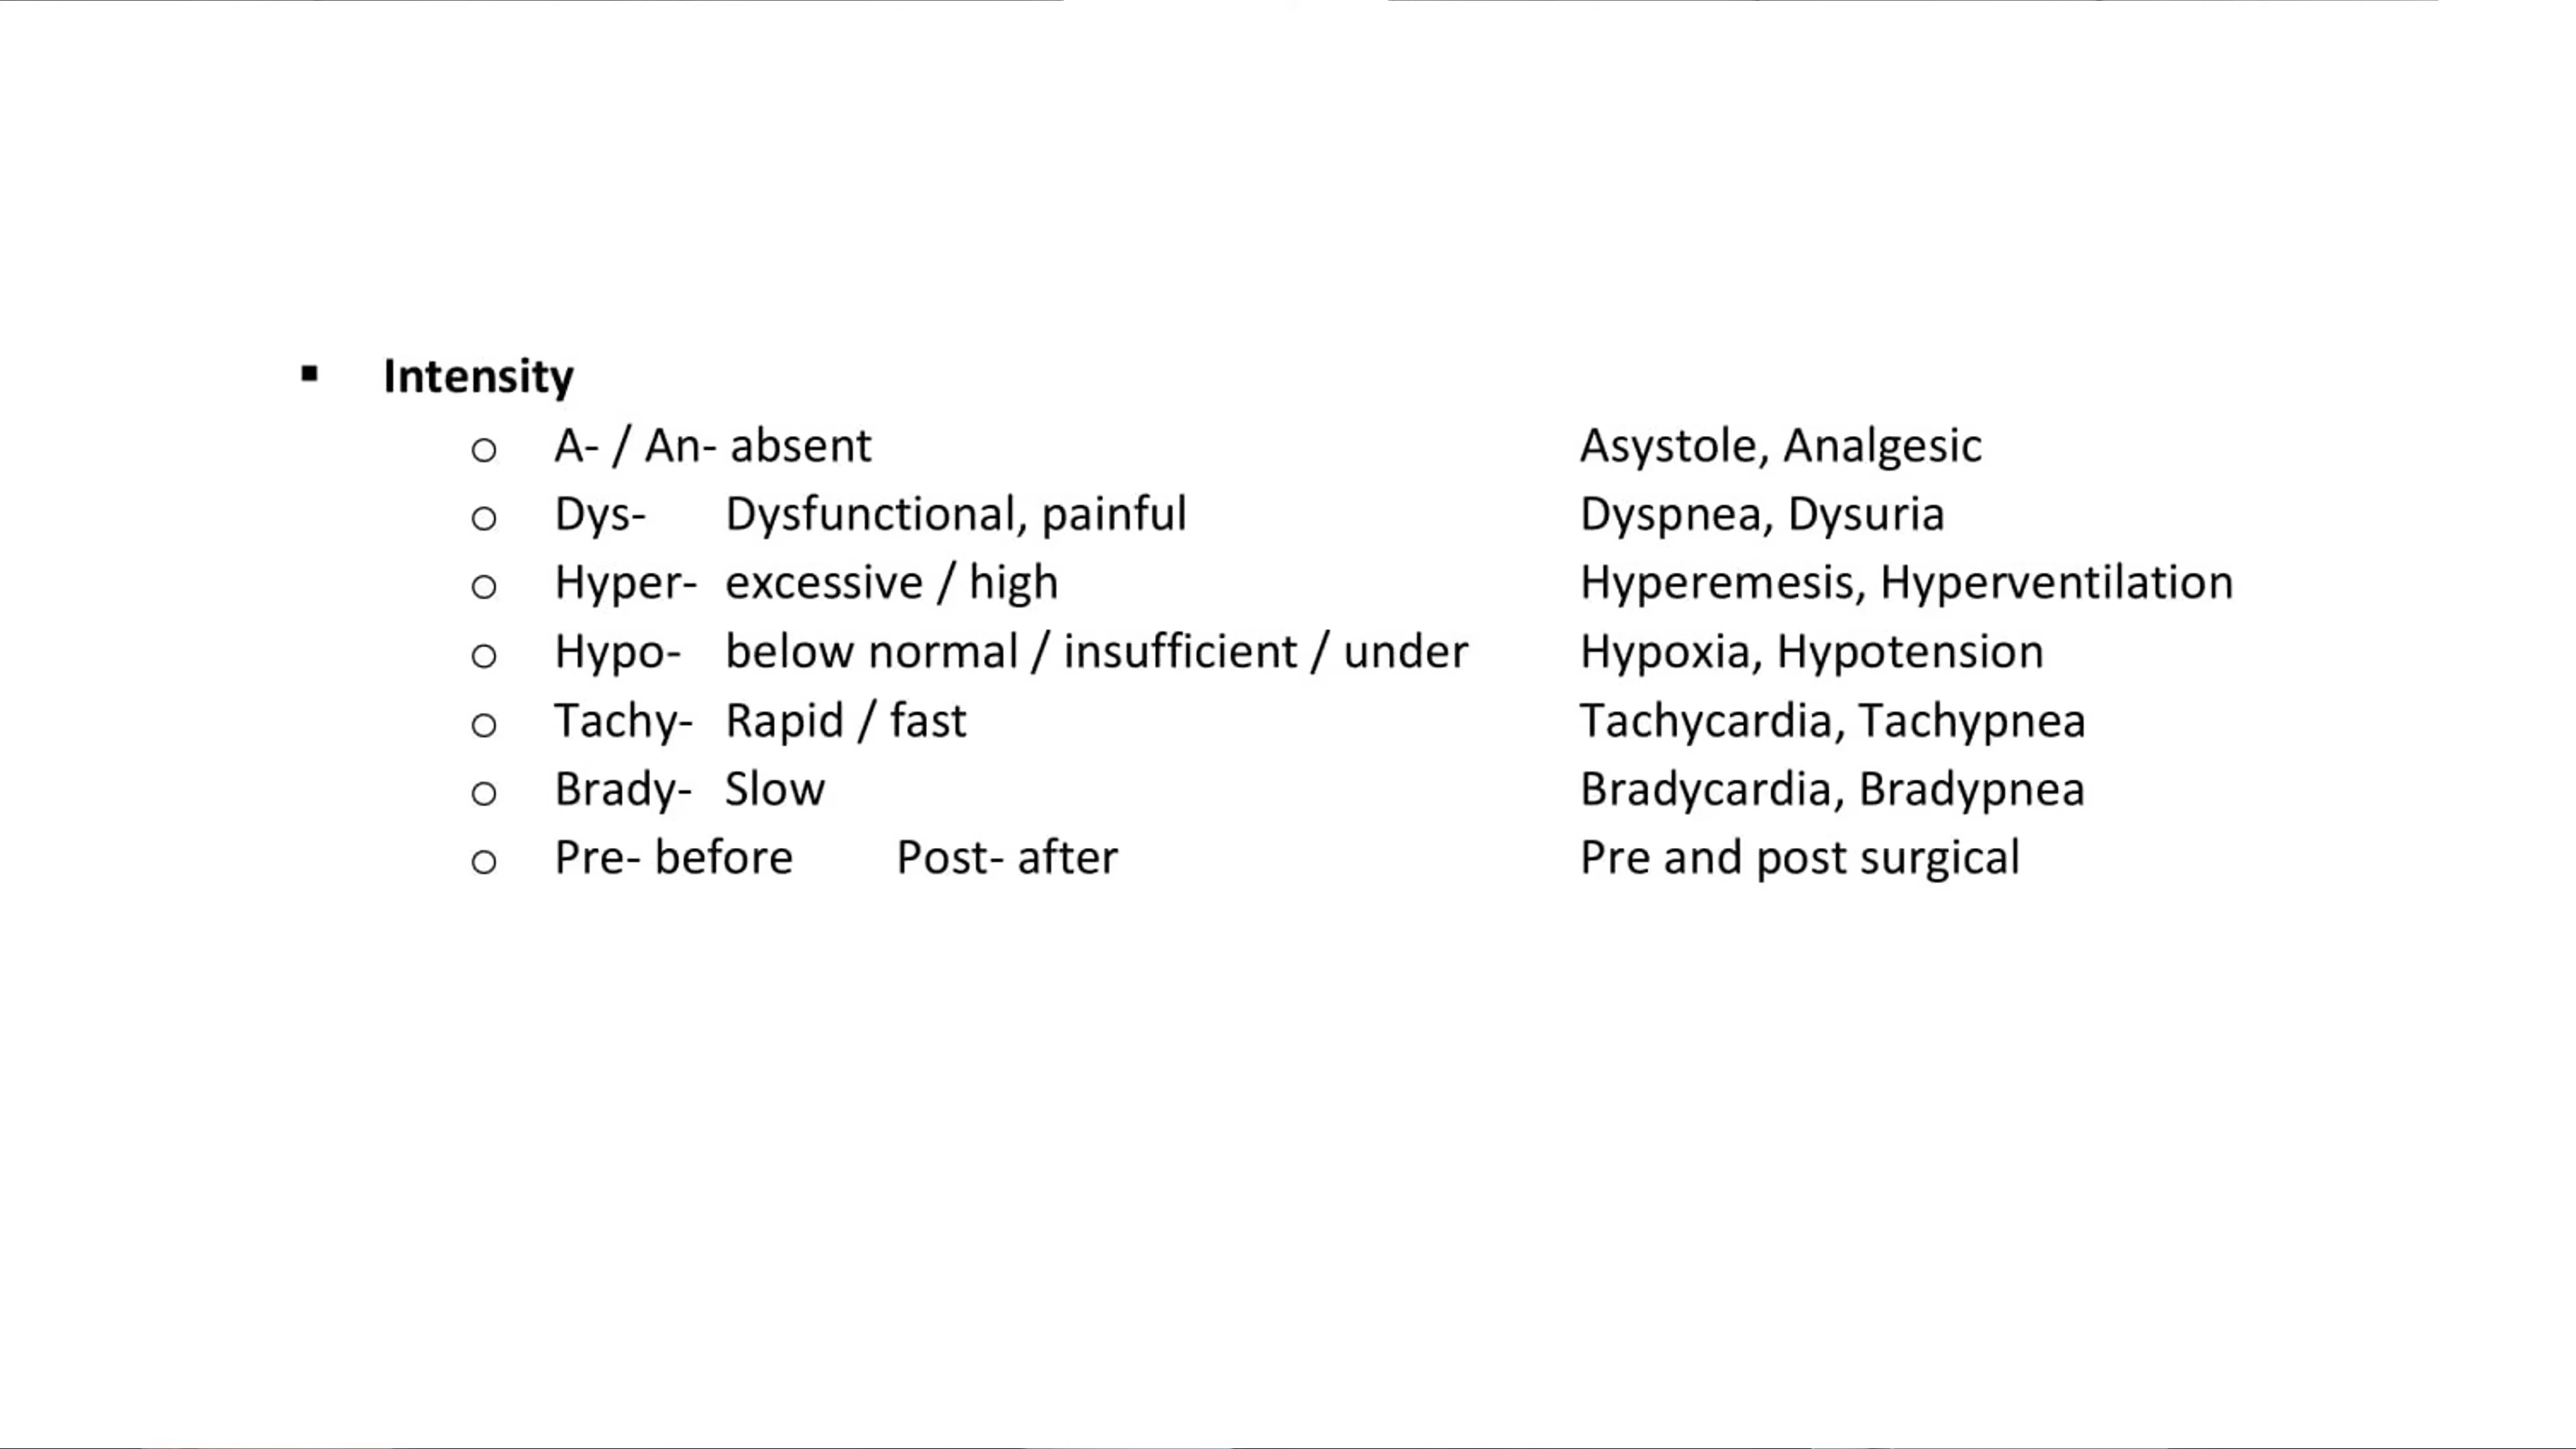 ▪ Intensity
o A- / An- absent Asystole, Analgesic
o Dys- Dysfunctional, painful Dyspnea, Dysuria
o Hyper- excessive / high Hyperemesis, Hyperventilation
o Hypo- below normal / insufficient / under Hypoxia, Hypotension
o Tachy- Rapid / fast Tachycardia, Tachypnea
o Brady- Slow Bradycardia, Bradypnea
o Pre- before Post- after Pre and post surgical